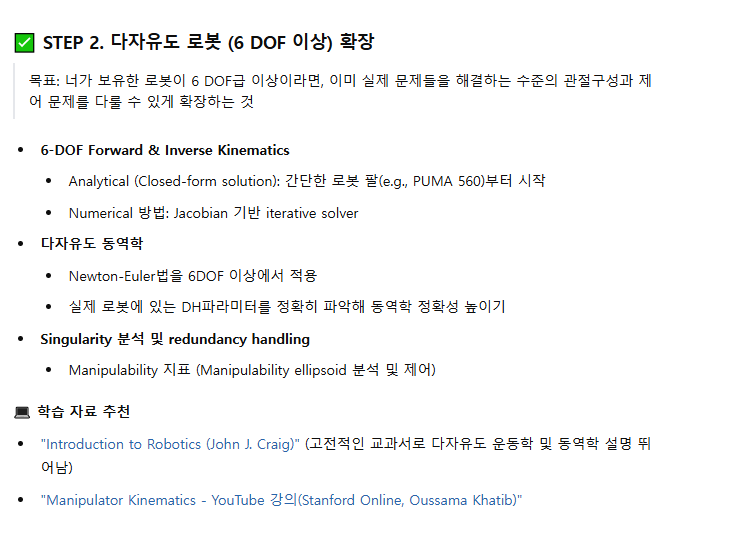 ✅ STEP 2. 다자유도 로봇 (6 DOF 이상) 확장
목표: 너가 보유한 로봇이 6 DOF급 이상이라면, 이미 실제 문제들을 해결하는 수준의 관절구성과 제
어 문제를 다룰 수 있게 확장하는 것
• 6-DOF Forward & Inverse Kinematics
• Analytical (Closed-form solution): 간단한 로봇 팔(e.g., PUMA 560)부터 시작
• Numerical 방법: Jacobian 기반 iterative solver
• 다자유도 동역학
• Newton-Euler법을 6DOF 이상에서 적용
• 실제 로봇에 있는 DH파라미터를 정확히 파악해 동역학 정확성 높이기
• Singularity 분석 및 redundancy handling
• Manipulability 지표 (Manipulability ellipsoid 분석 및 제어)
💻 학습 자료 추천
• "Introduction to Robotics (John J. Craig)" (고전적인 교과서로 다자유도 운동학 및 동역학 설명 뛰
어남)
• "Manipulator Kinematics - YouTube 강의(Stanford Online, Oussama Khatib)"